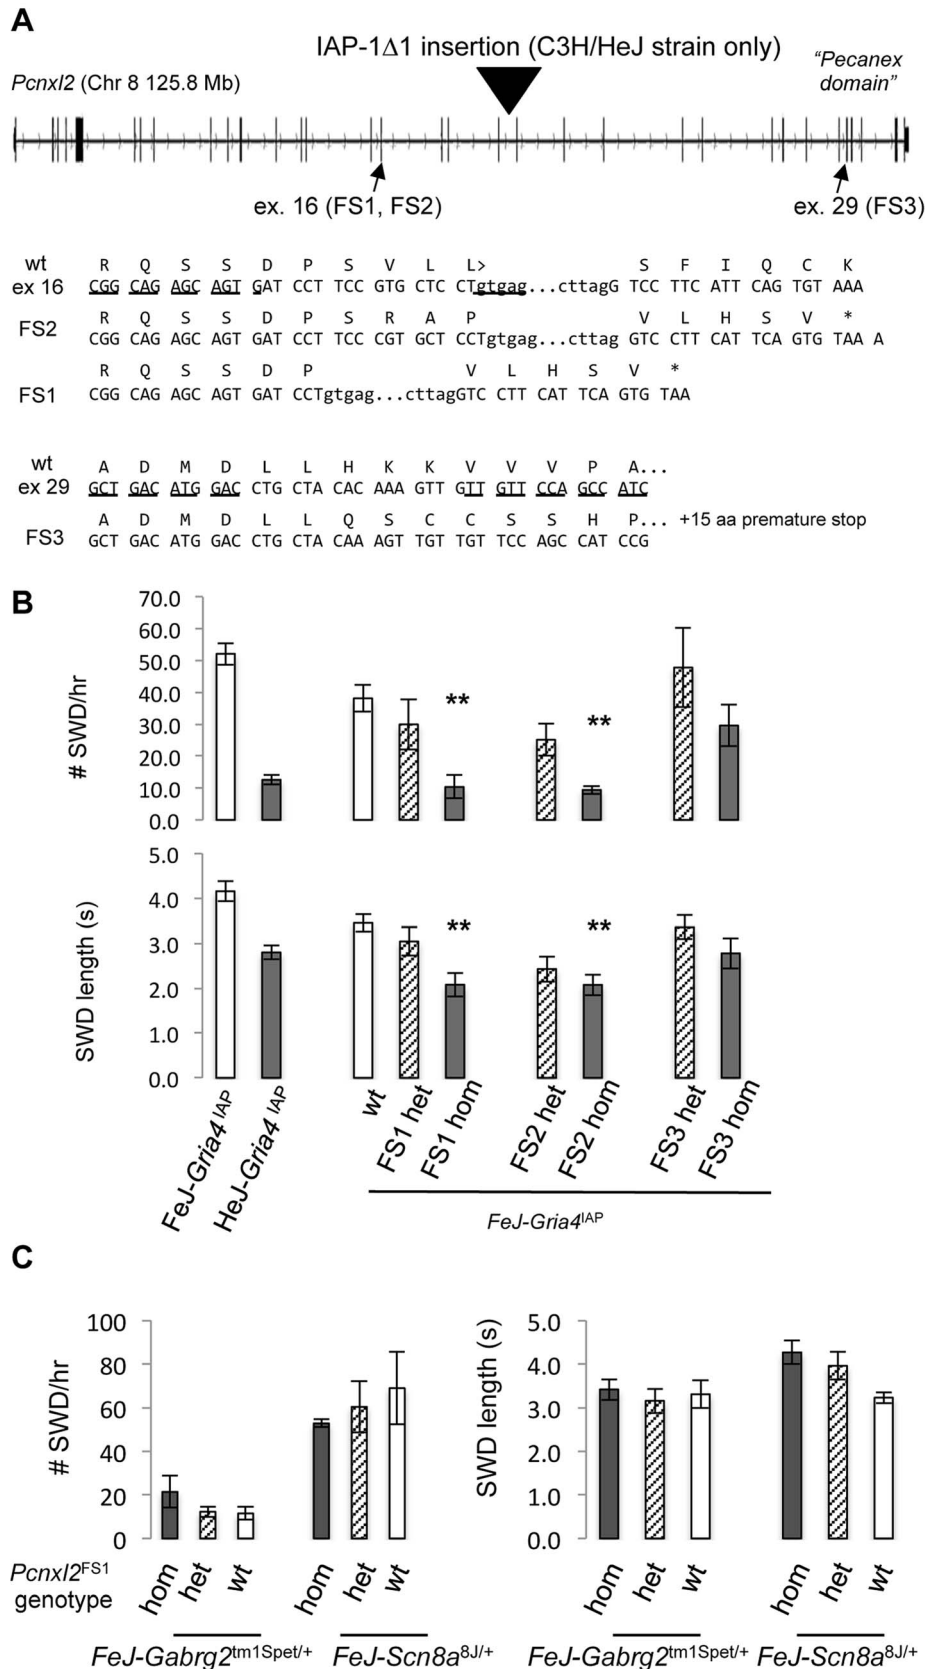 A
IAP-1Δ1 insertion (C3H/HeJ strain only)
Pcnxl2 (Chr 8 125.8 Mb)
“Pecanex
domain”
ex. 16 (FS1, FS2)
ex. 29 (FS3)
wt R Q S S D P S V L L> S F I Q C K
ex 16 CGG CAG AGC AGT GAT CCT TCC GTG CTC CTgtgag...cttagG TCC TTC ATT CAG TGT AAA
R Q S S D P S R A P V L H S V *
FS2 CGG CAG AGC AGT GAT CCT TCC CGT GCT CCTgtgag...cttag GTC CTT CAT TCA GTG TAA A
R Q S S D P V L H S V *
FS1 CGG CAG AGC AGT GAT CCTgtgag...cttagGTC CTT CAT TCA GTG TAA
wt A D M D L L H K K V V V P A...
ex 29 GCT GAC ATG GAC CTG CTA CAC AAA GTT GTT GTT CCA GCC ATC
A D M D L L Q S C C S S H P... +15 aa premature stop
FS3 GCT GAC ATG GAC CTG CTA CAA AGT TGT TGT TCC AGC CAT CCG
B
70.0
60.0
50.0
40.0
30.0
20.0
10.0
0.0
# SWD/hr
**
**
5.0
4.0
3.0
2.0
1.0
0.0
SWD length (s)
**
**
FeJ-Gria4IAP
HeJ-Gria4IAP
wt
FS1 het
FS1 hom
FS2 het
FS2 hom
FS3 het
FS3 hom
FeJ-Gria4IAP
C
100
80
60
40
20
0
# SWD/hr
5.0
4.0
3.0
2.0
1.0
0.0
SWD length (s)
Pcnxl2FS1
genotype
hom
het
wt
hom
het
wt
hom
het
wt
hom
het
wt
FeJ-Gabrg2tm1Spet/+
FeJ-Scn8a8J/+
FeJ-Gabrg2tm1Spet/+
FeJ-Scn8a8J/+